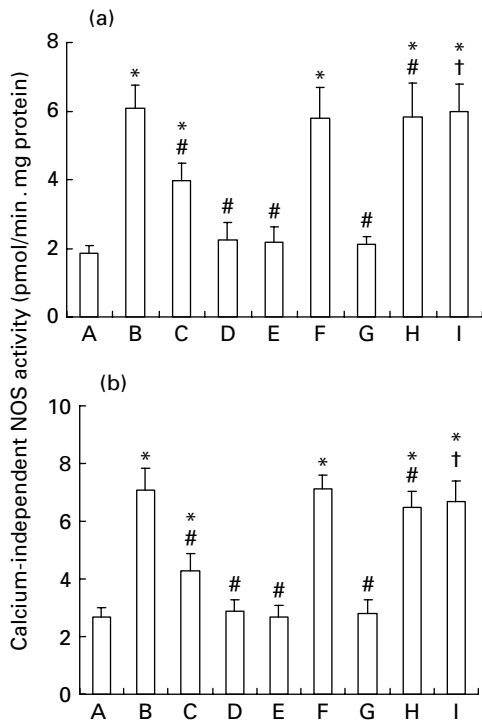 Calcium-independent NOS activity (pmol/min.mg protein)
(a)
8
6
4
2
0
* * # * # # * # * # * †
A B C D E F G H I
(b)
10
8
6
4
2
0
* * # # # * # * # * †
A B C D E F G H I